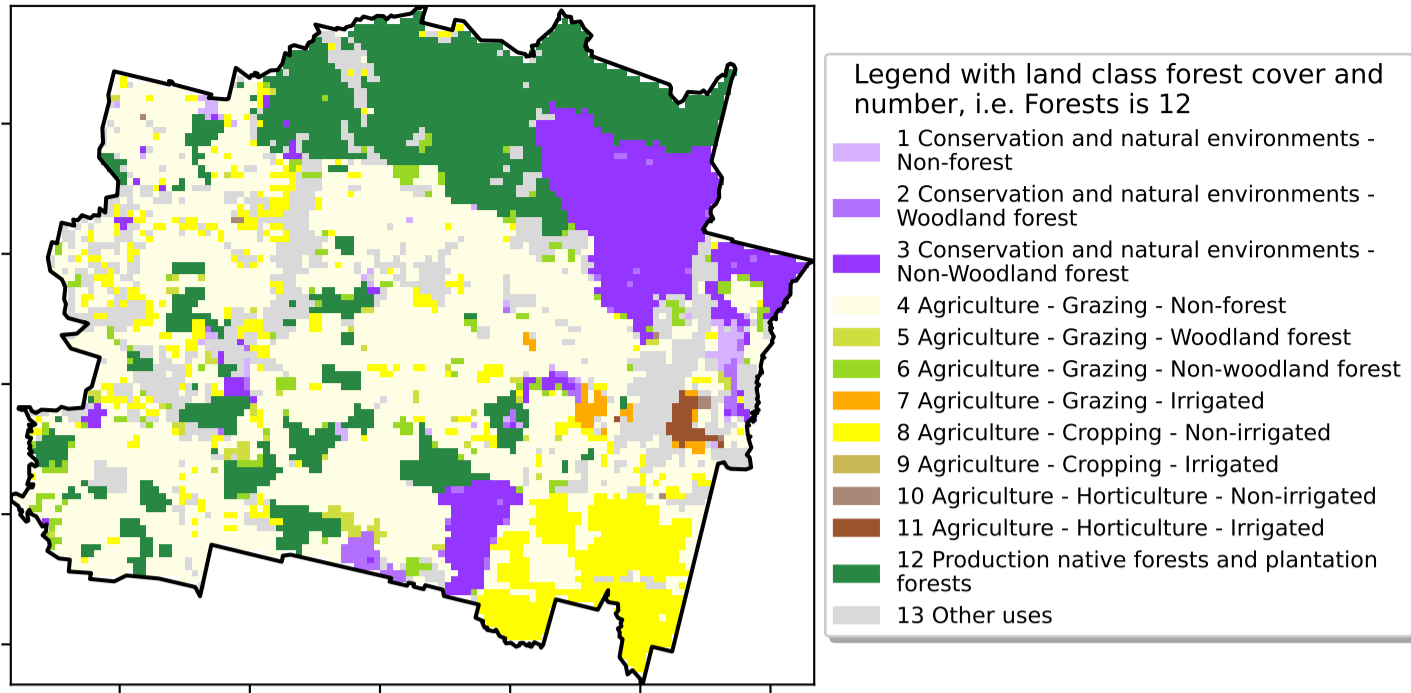 Legend with land class forest cover and
number, i.e. Forests is 12
1 Conservation and natural environments -
Non-forest
2 Conservation and natural environments -
Woodland forest
3 Conservation and natural environments -
Non-Woodland forest
4 Agriculture - Grazing - Non-forest
5 Agriculture - Grazing - Woodland forest
6 Agriculture - Grazing - Non-woodland forest
7 Agriculture - Grazing - Irrigated
8 Agriculture - Cropping - Non-irrigated
9 Agriculture - Cropping - Irrigated
10 Agriculture - Horticulture - Non-irrigated
11 Agriculture - Horticulture - Irrigated
12 Production native forests and plantation
forests
13 Other uses